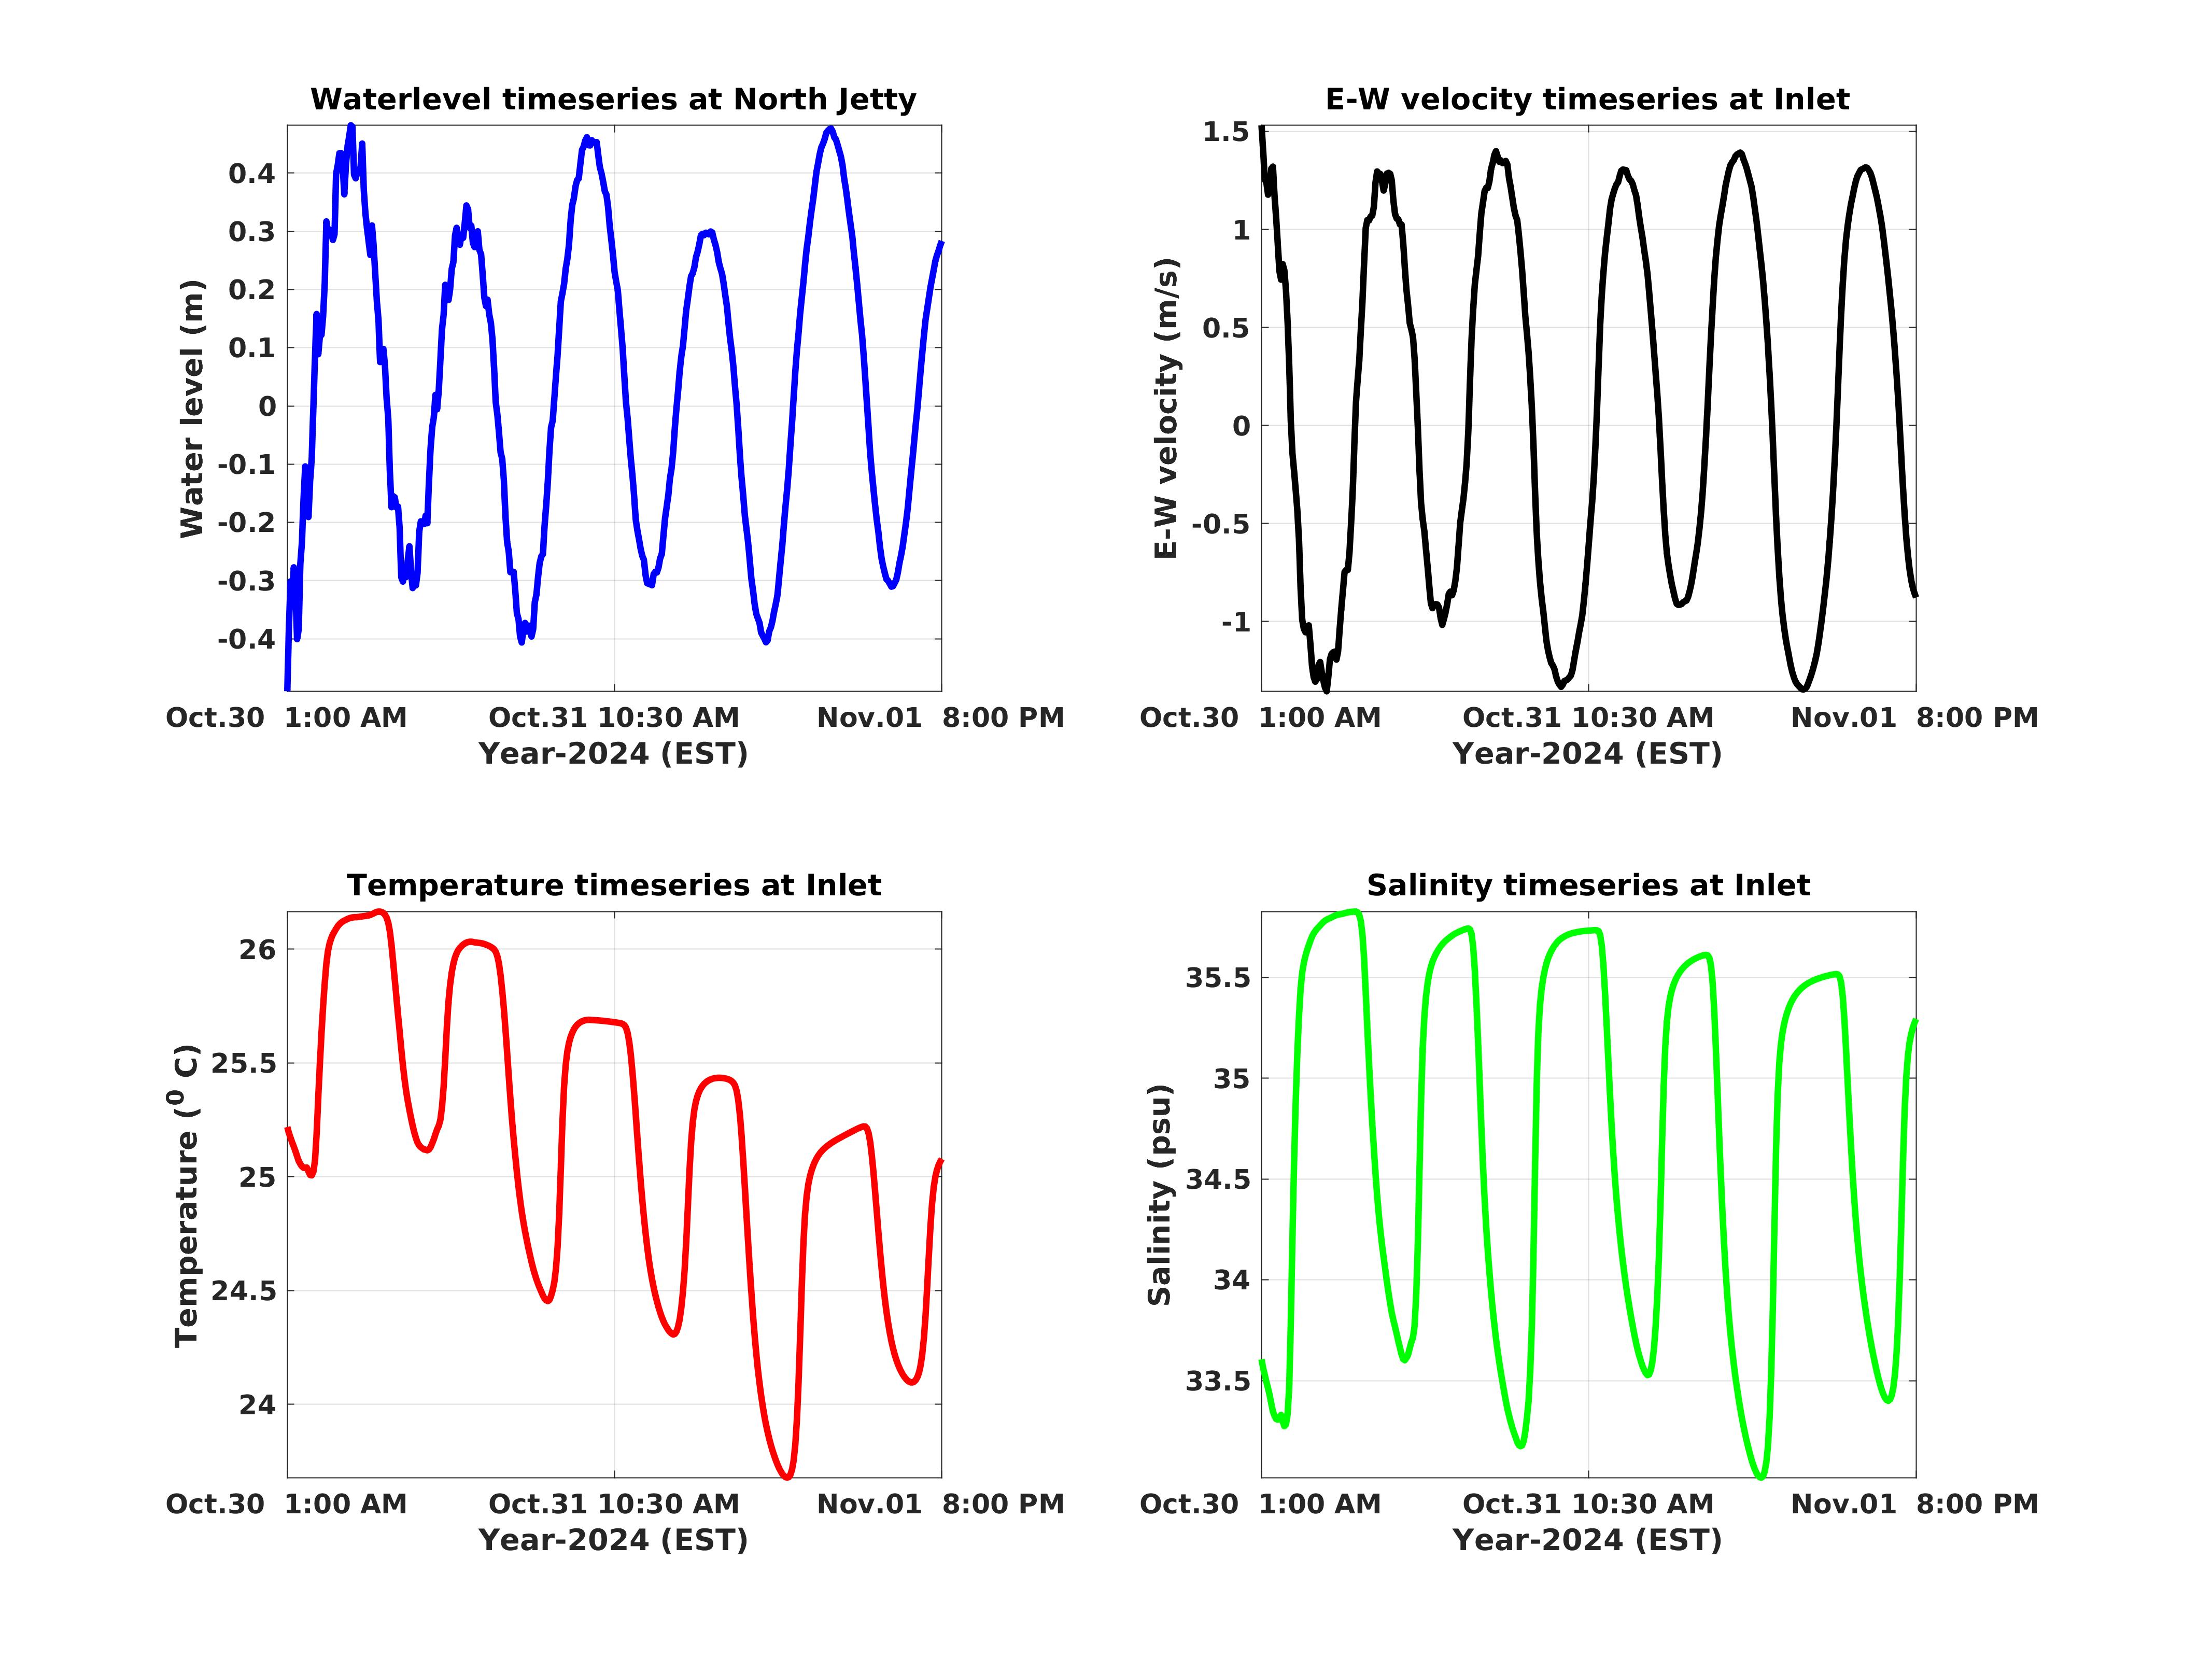 Waterlevel timeseries at North Jetty
0.4
0.3
0.2
0.1
0
-0.1
-0.2
-0.3
-0.4
Water level (m)
Oct.30 1:00 AM Oct.31 10:30 AM Nov.01 8:00 PM
Year-2024 (EST)
E-W velocity timeseries at Inlet
1.5
1
0.5
0
-0.5
-1
E-W velocity (m/s)
Oct.30 1:00 AM Oct.31 10:30 AM Nov.01 8:00 PM
Year-2024 (EST)
Temperature timeseries at Inlet
26
25.5
25
24.5
24
Temperature (⁰ C)
Oct.30 1:00 AM Oct.31 10:30 AM Nov.01 8:00 PM
Year-2024 (EST)
Salinity timeseries at Inlet
35.5
35
34.5
34
33.5
Salinity (psu)
Oct.30 1:00 AM Oct.31 10:30 AM Nov.01 8:00 PM
Year-2024 (EST)